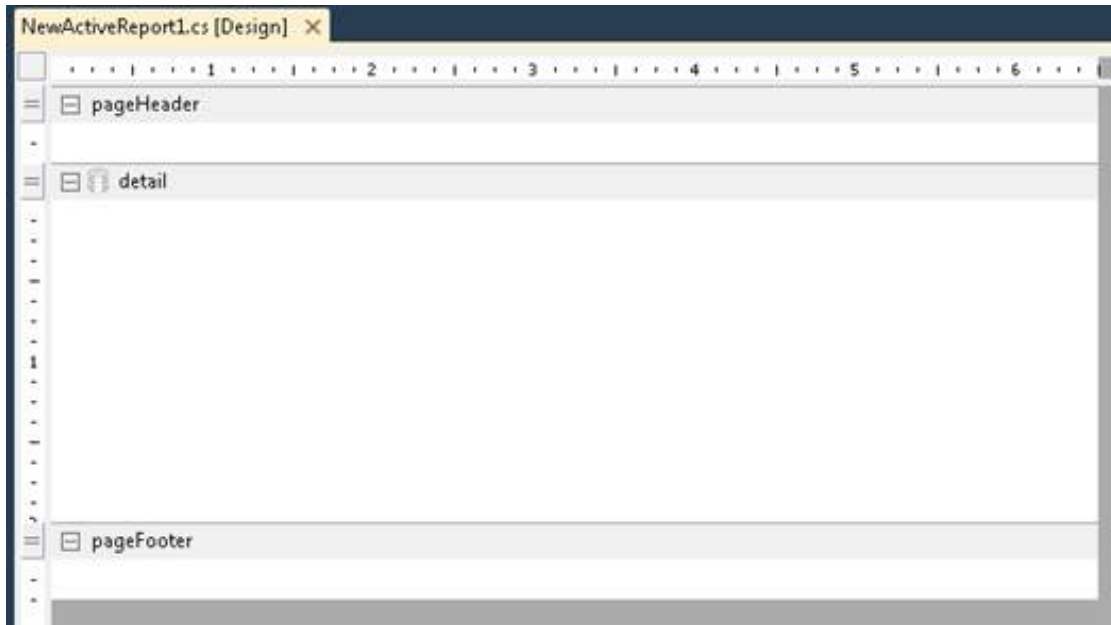 NewActiveReport1.cs [Design]
1 2 3 4 5 6
pageHeader
detail
1
pageFooter